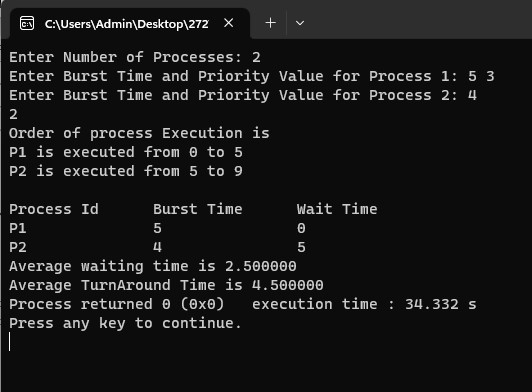 C:\Users\Admin\Desktop\272
Enter Number of Processes: 2
Enter Burst Time and Priority Value for Process 1: 5 3
Enter Burst Time and Priority Value for Process 2: 4
2
Order of process Execution is
P1 is executed from 0 to 5
P2 is executed from 5 to 9
Process Id      Burst Time      Wait Time
P1              5               0
P2              4               5
Average waiting time is 2.500000
Average TurnAround Time is 4.500000
Process returned 0 (0x0)   execution time : 34.332 s
Press any key to continue.